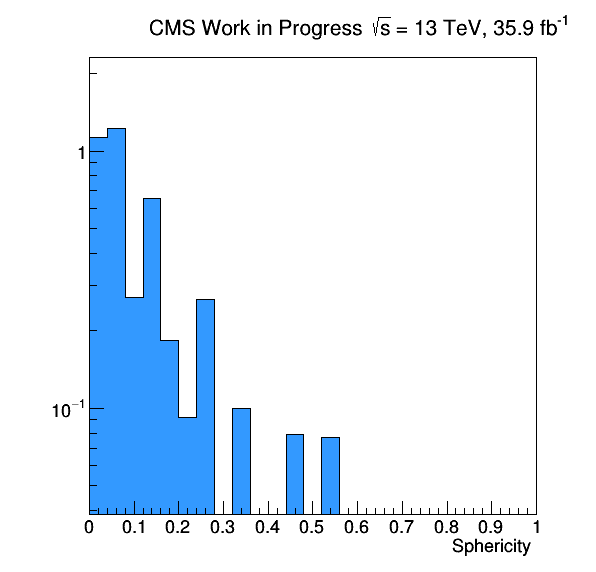 CMS Work in Progress √s = 13 TeV, 35.9 fb⁻¹
1
10⁻¹
0 0.1 0.2 0.3 0.4 0.5 0.6 0.7 0.8 0.9 1
Sphericity